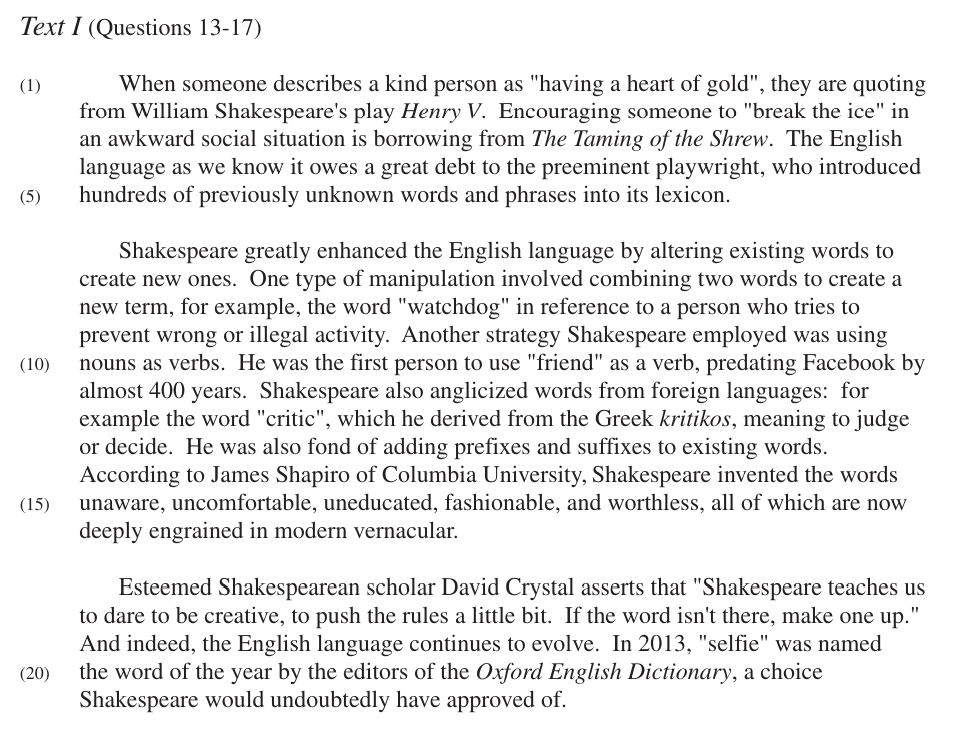 Text I (Questions 13-17)
(1) When someone describes a kind person as "having a heart of gold", they are quoting
from William Shakespeare's play Henry V. Encouraging someone to "break the ice" in
an awkward social situation is borrowing from The Taming of the Shrew. The English
language as we know it owes a great debt to the preeminent playwright, who introduced
(5) hundreds of previously unknown words and phrases into its lexicon.
Shakespeare greatly enhanced the English language by altering existing words to
create new ones. One type of manipulation involved combining two words to create a
new term, for example, the word "watchdog" in reference to a person who tries to
prevent wrong or illegal activity. Another strategy Shakespeare employed was using
(10) nouns as verbs. He was the first person to use "friend" as a verb, predating Facebook by
almost 400 years. Shakespeare also anglicized words from foreign languages: for
example the word "critic", which he derived from the Greek kritikos, meaning to judge
or decide. He was also fond of adding prefixes and suffixes to existing words.
According to James Shapiro of Columbia University, Shakespeare invented the words
(15) unaware, uncomfortable, uneducated, fashionable, and worthless, all of which are now
deeply engrained in modern vernacular.
Esteemed Shakespearean scholar David Crystal asserts that "Shakespeare teaches us
to dare to be creative, to push the rules a little bit. If the word isn't there, make one up."
And indeed, the English language continues to evolve. In 2013, "selfie" was named
(20) the word of the year by the editors of the Oxford English Dictionary, a choice
Shakespeare would undoubtedly have approved of.